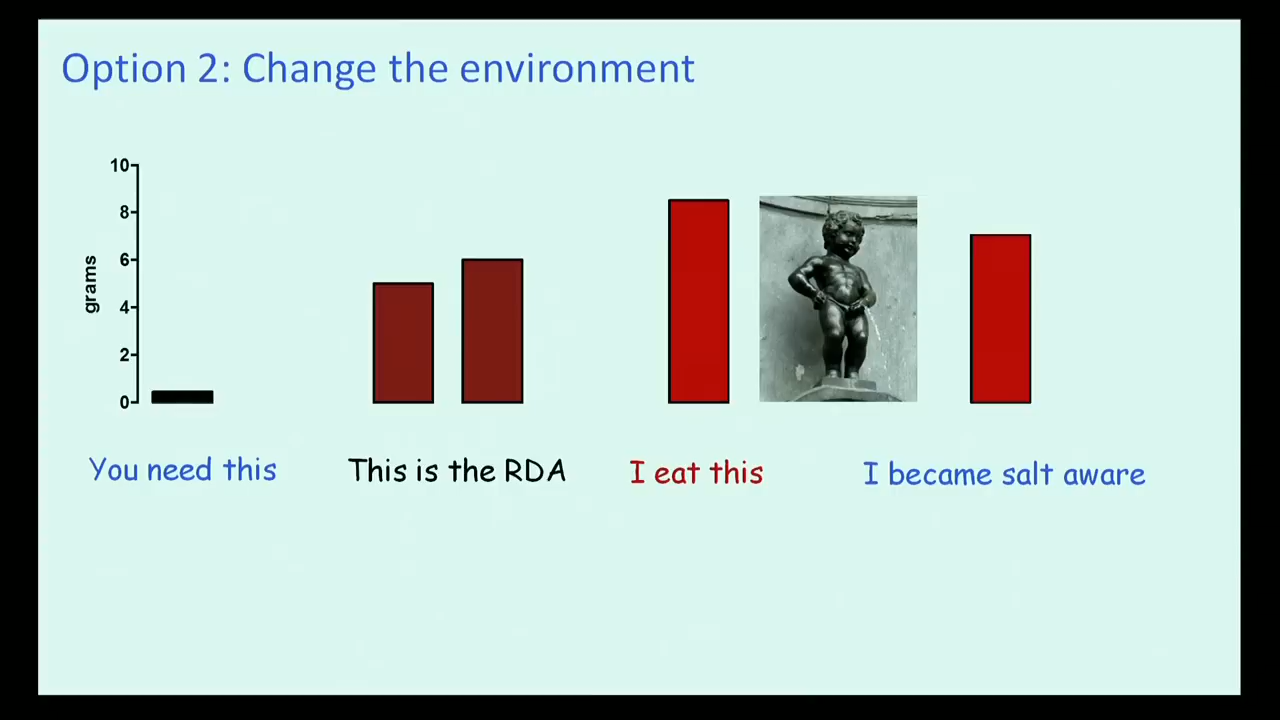 Option 2: Change the environment
10
8
6
4
2
0
grams
You need this
This is the RDA
I eat this
I became salt aware